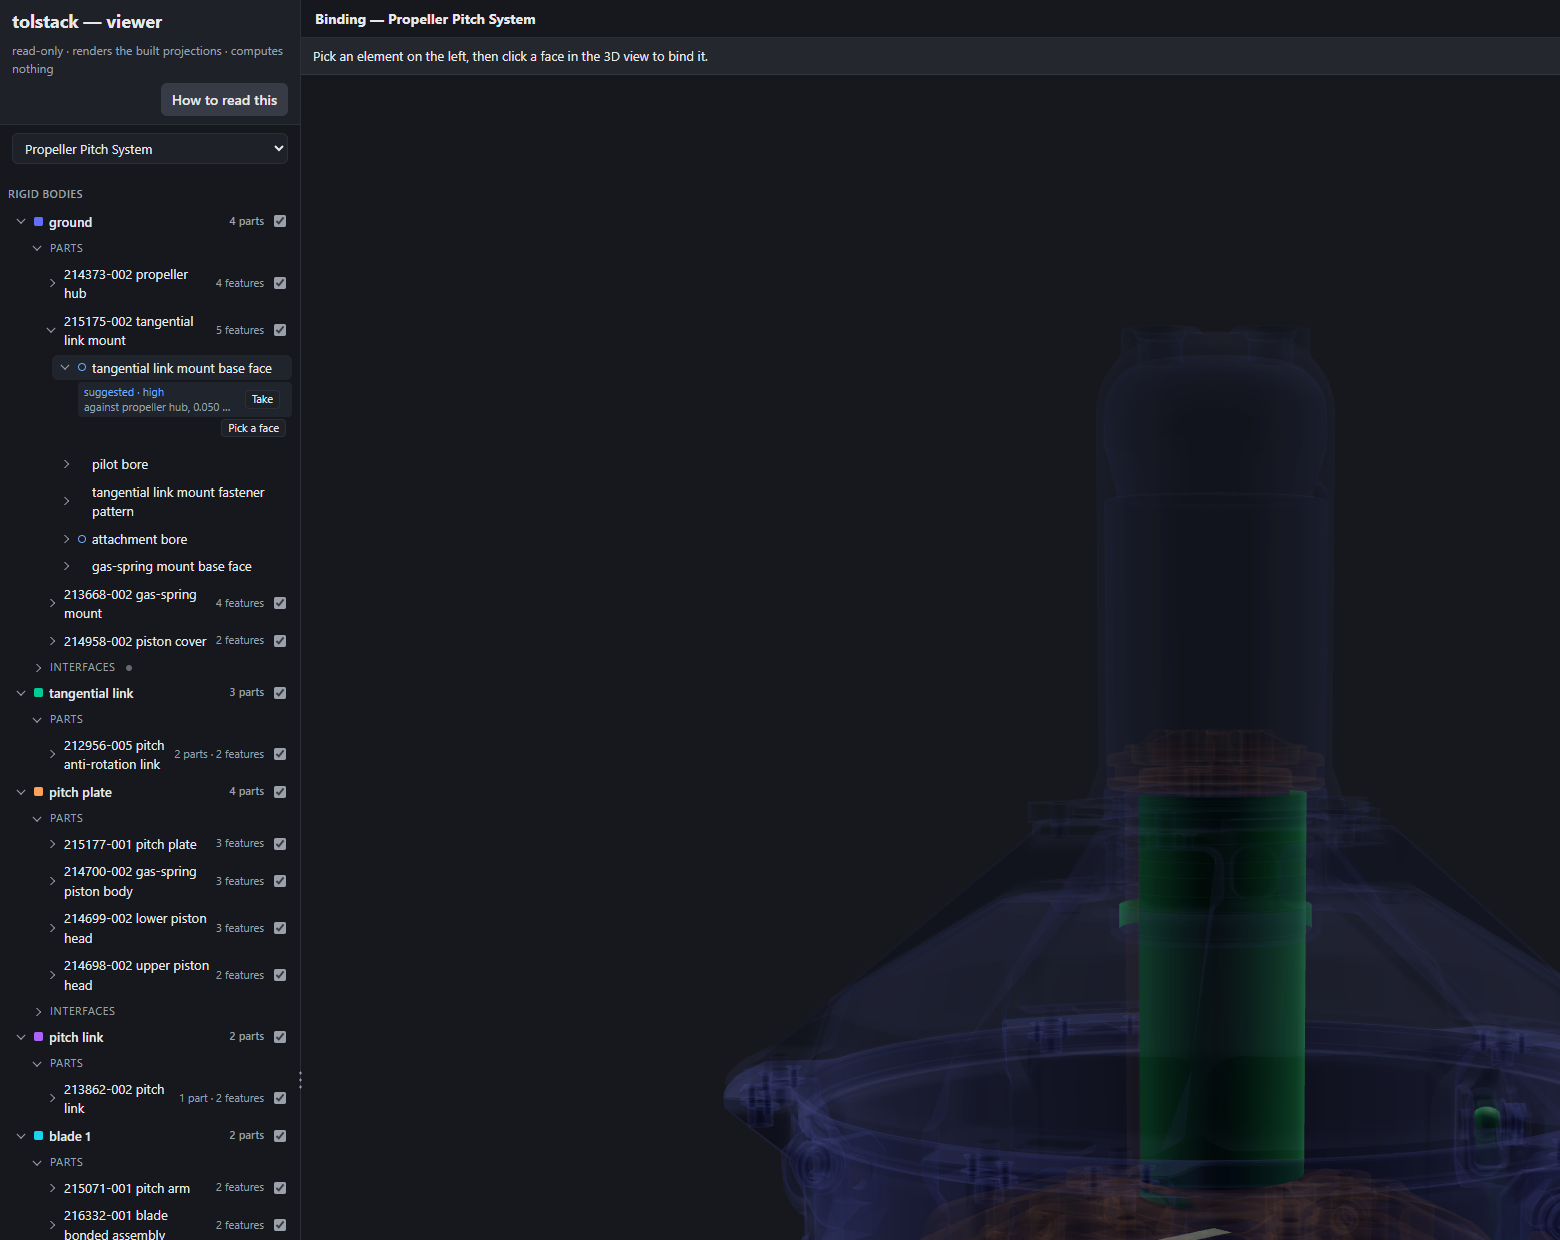 tolstack — viewer
read-only · renders the built projections · computes
nothing
How to read this
Propeller Pitch System
RIGID BODIES
ground 4 parts
PARTS
214373-002 propeller
hub
4 features
215175-002 tangential
link mount
5 features
tangential link mount base face
suggested · high
against propeller hub, 0.050 ...
Take
Pick a face
pilot bore
tangential link mount fastener
pattern
attachment bore
gas-spring mount base face
213668-002 gas-spring
mount
4 features
214958-002 piston cover 2 features
INTERFACES
tangential link 3 parts
PARTS
212956-005 pitch
anti-rotation link
2 parts · 2 features
pitch plate 4 parts
PARTS
215177-001 pitch plate 3 features
214700-002 gas-spring
piston body
3 features
214699-002 lower piston
head
3 features
214698-002 upper piston
head
2 features
INTERFACES
pitch link 2 parts
PARTS
213862-002 pitch
link
1 part · 2 features
blade 1 2 parts
PARTS
215071-001 pitch arm 2 features
216332-001 blade
bonded assembly
2 features
Binding — Propeller Pitch System
Pick an element on the left, then click a face in the 3D view to bind it.